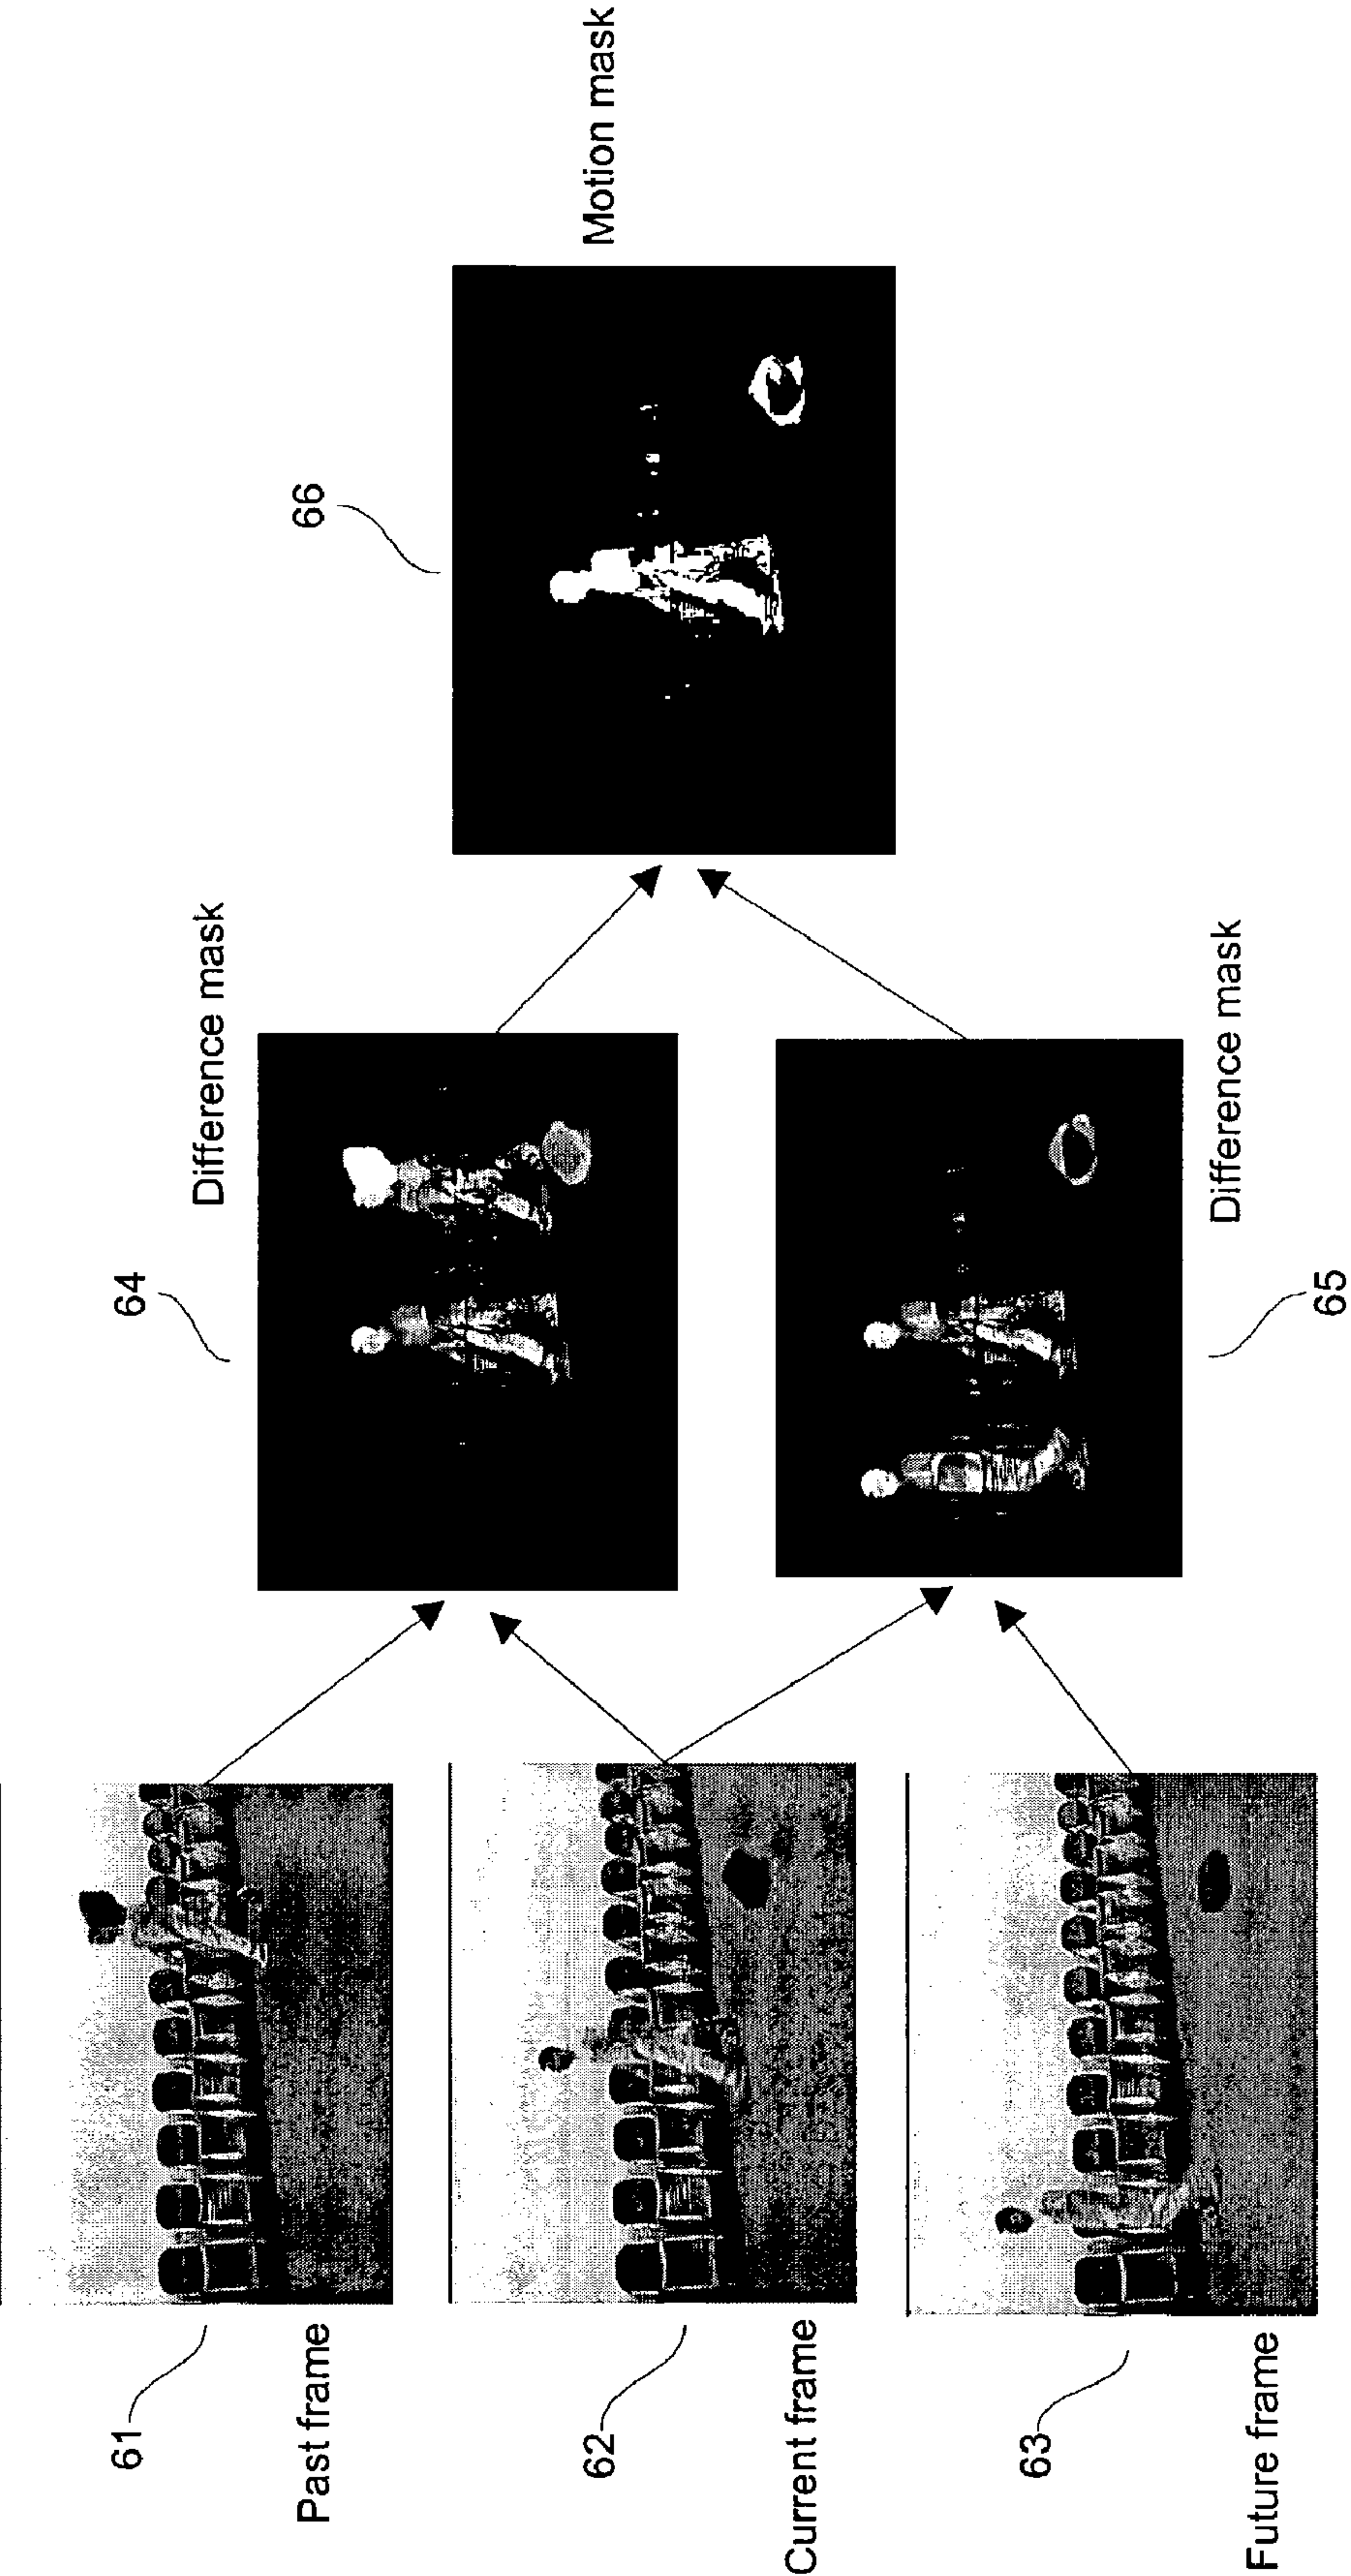 61
Past frame
62
Current frame
63
Future frame
64
Difference mask
65
Difference mask
66
Motion mask